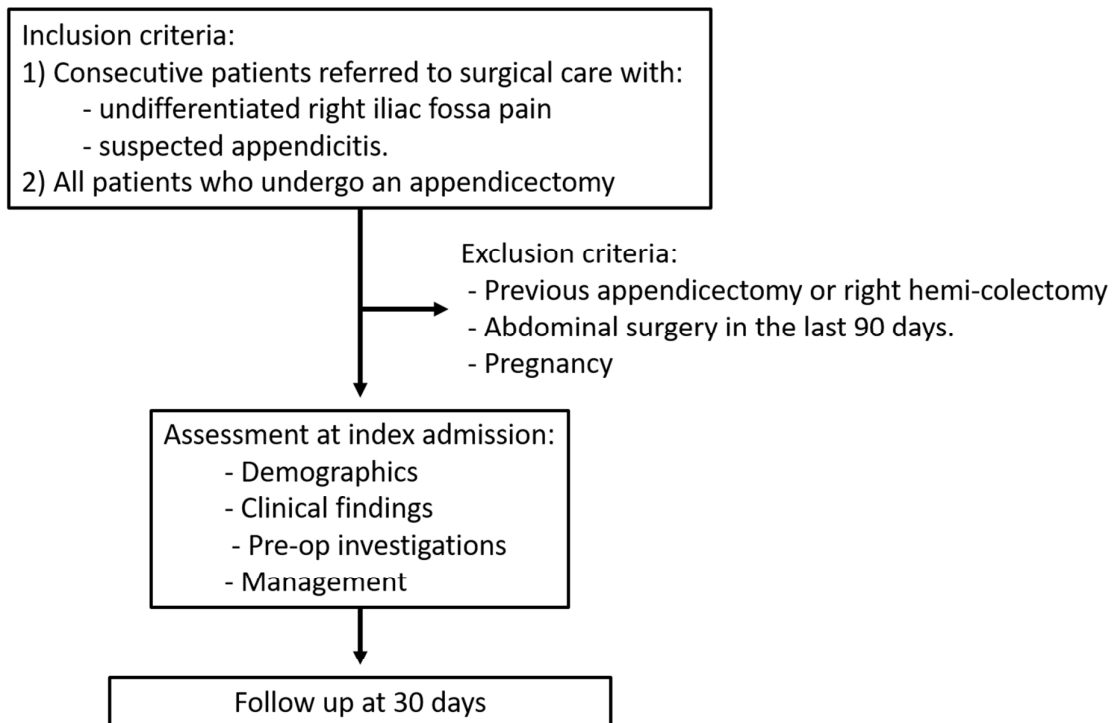 Inclusion criteria:
1) Consecutive patients referred to surgical care with:
- undifferentiated right iliac fossa pain
- suspected appendicitis.
2) All patients who undergo an appendicectomy
Exclusion criteria:
- Previous appendicectomy or right hemi-colectomy
- Abdominal surgery in the last 90 days.
- Pregnancy
Assessment at index admission:
- Demographics
- Clinical findings
- Pre-op investigations
- Management
Follow up at 30 days